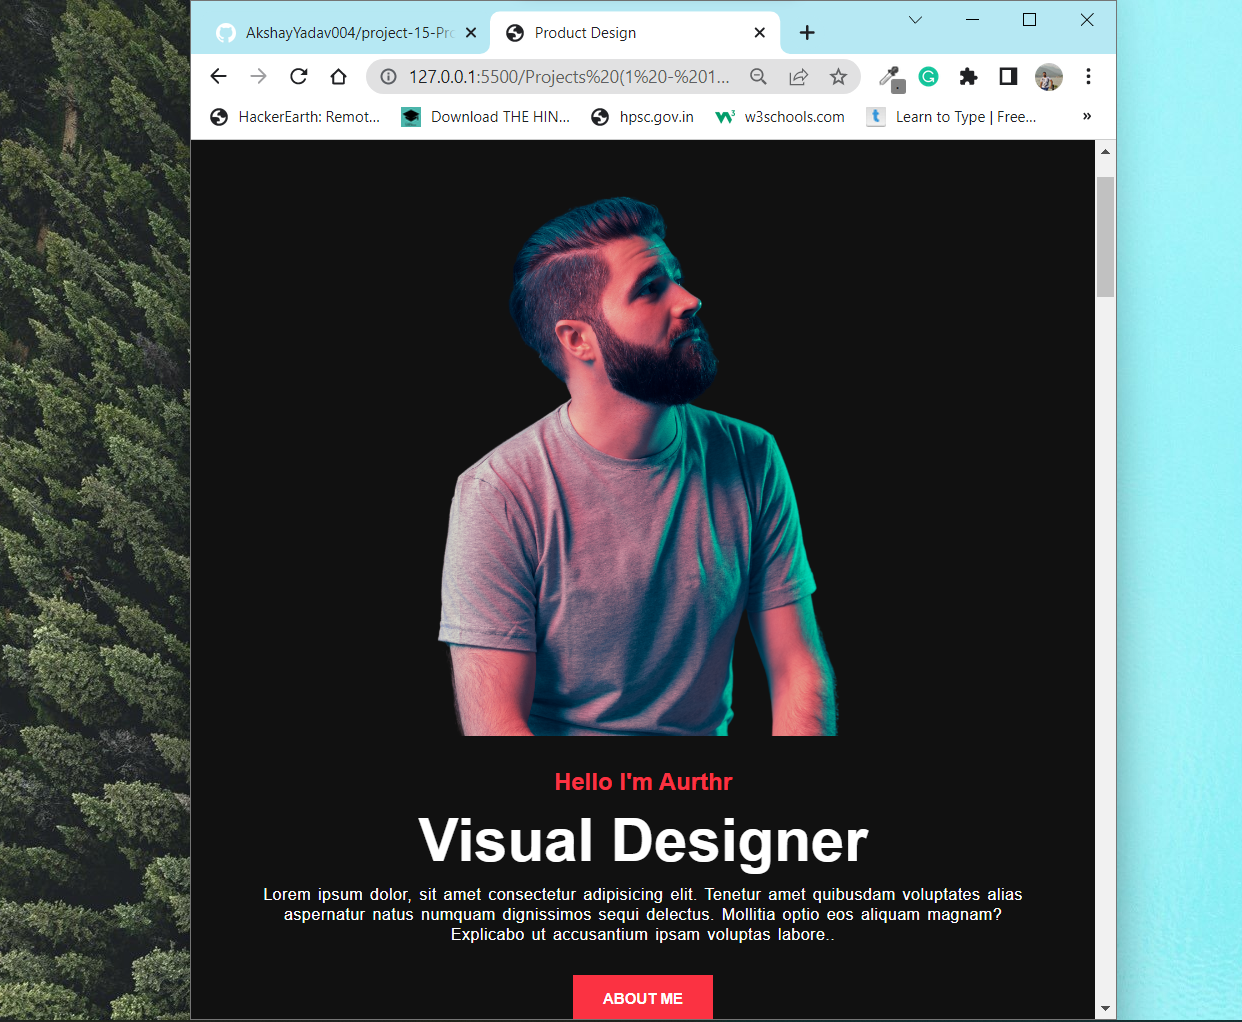 AkshayYadav004/project-15-Pro
Product Design
127.0.0.1:5500/Projects%20(1%20-%201...
HackerEarth: Remot...
Download THE HIN...
hpsc.gov.in
w3schools.com
Learn to Type | Free...
»
Hello I'm Aurthr
Visual Designer
Lorem ipsum dolor, sit amet consectetur adipisicing elit. Tenetur amet quibusdam voluptates alias
aspernatur natus numquam dignissimos sequi delectus. Mollitia optio eos aliquam magnam?
Explicabo ut accusantium ipsam voluptas labore..
ABOUT ME